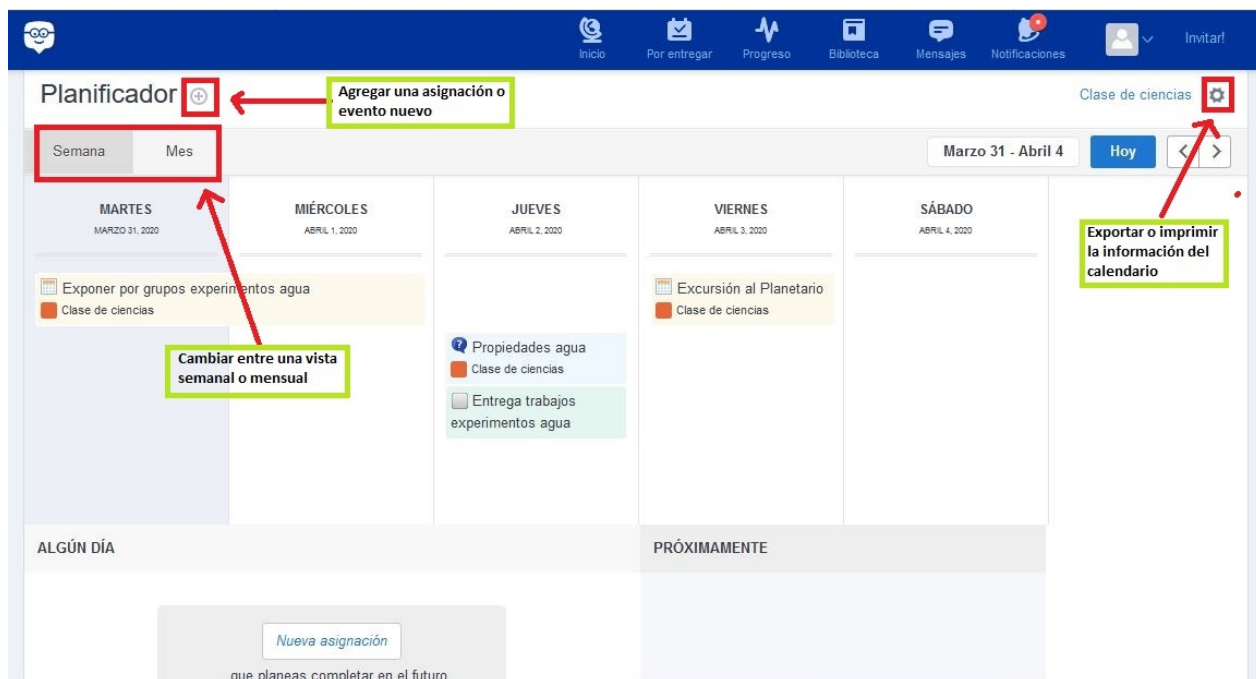 Inicio
Por entregar
Progreso
Biblioteca
Mensajes
Notificaciones
Invitar!
Planificador
Agregar una asignación o
evento nuevo
Clase de ciencias
Semana
Mes
Marzo 31 - Abril 4
Hoy
MARTES
MARZO 31, 2020
MIÉRCOLES
ABRIL 1, 2020
JUEVES
ABRIL 2, 2020
VIERNES
ABRIL 3, 2020
SÁBADO
ABRIL 4, 2020
Exportar o imprimir
la información del
calendario
Exponer por grupos experimentos agua
Clase de ciencias
Excursión al Planetario
Clase de ciencias
Cambiar entre una vista
semanal o mensual
Propiedades agua
Clase de ciencias
Entrega trabajos
experimentos agua
ALGÚN DÍA
PRÓXIMAMENTE
Nueva asignación
que planeas completar en el futuro